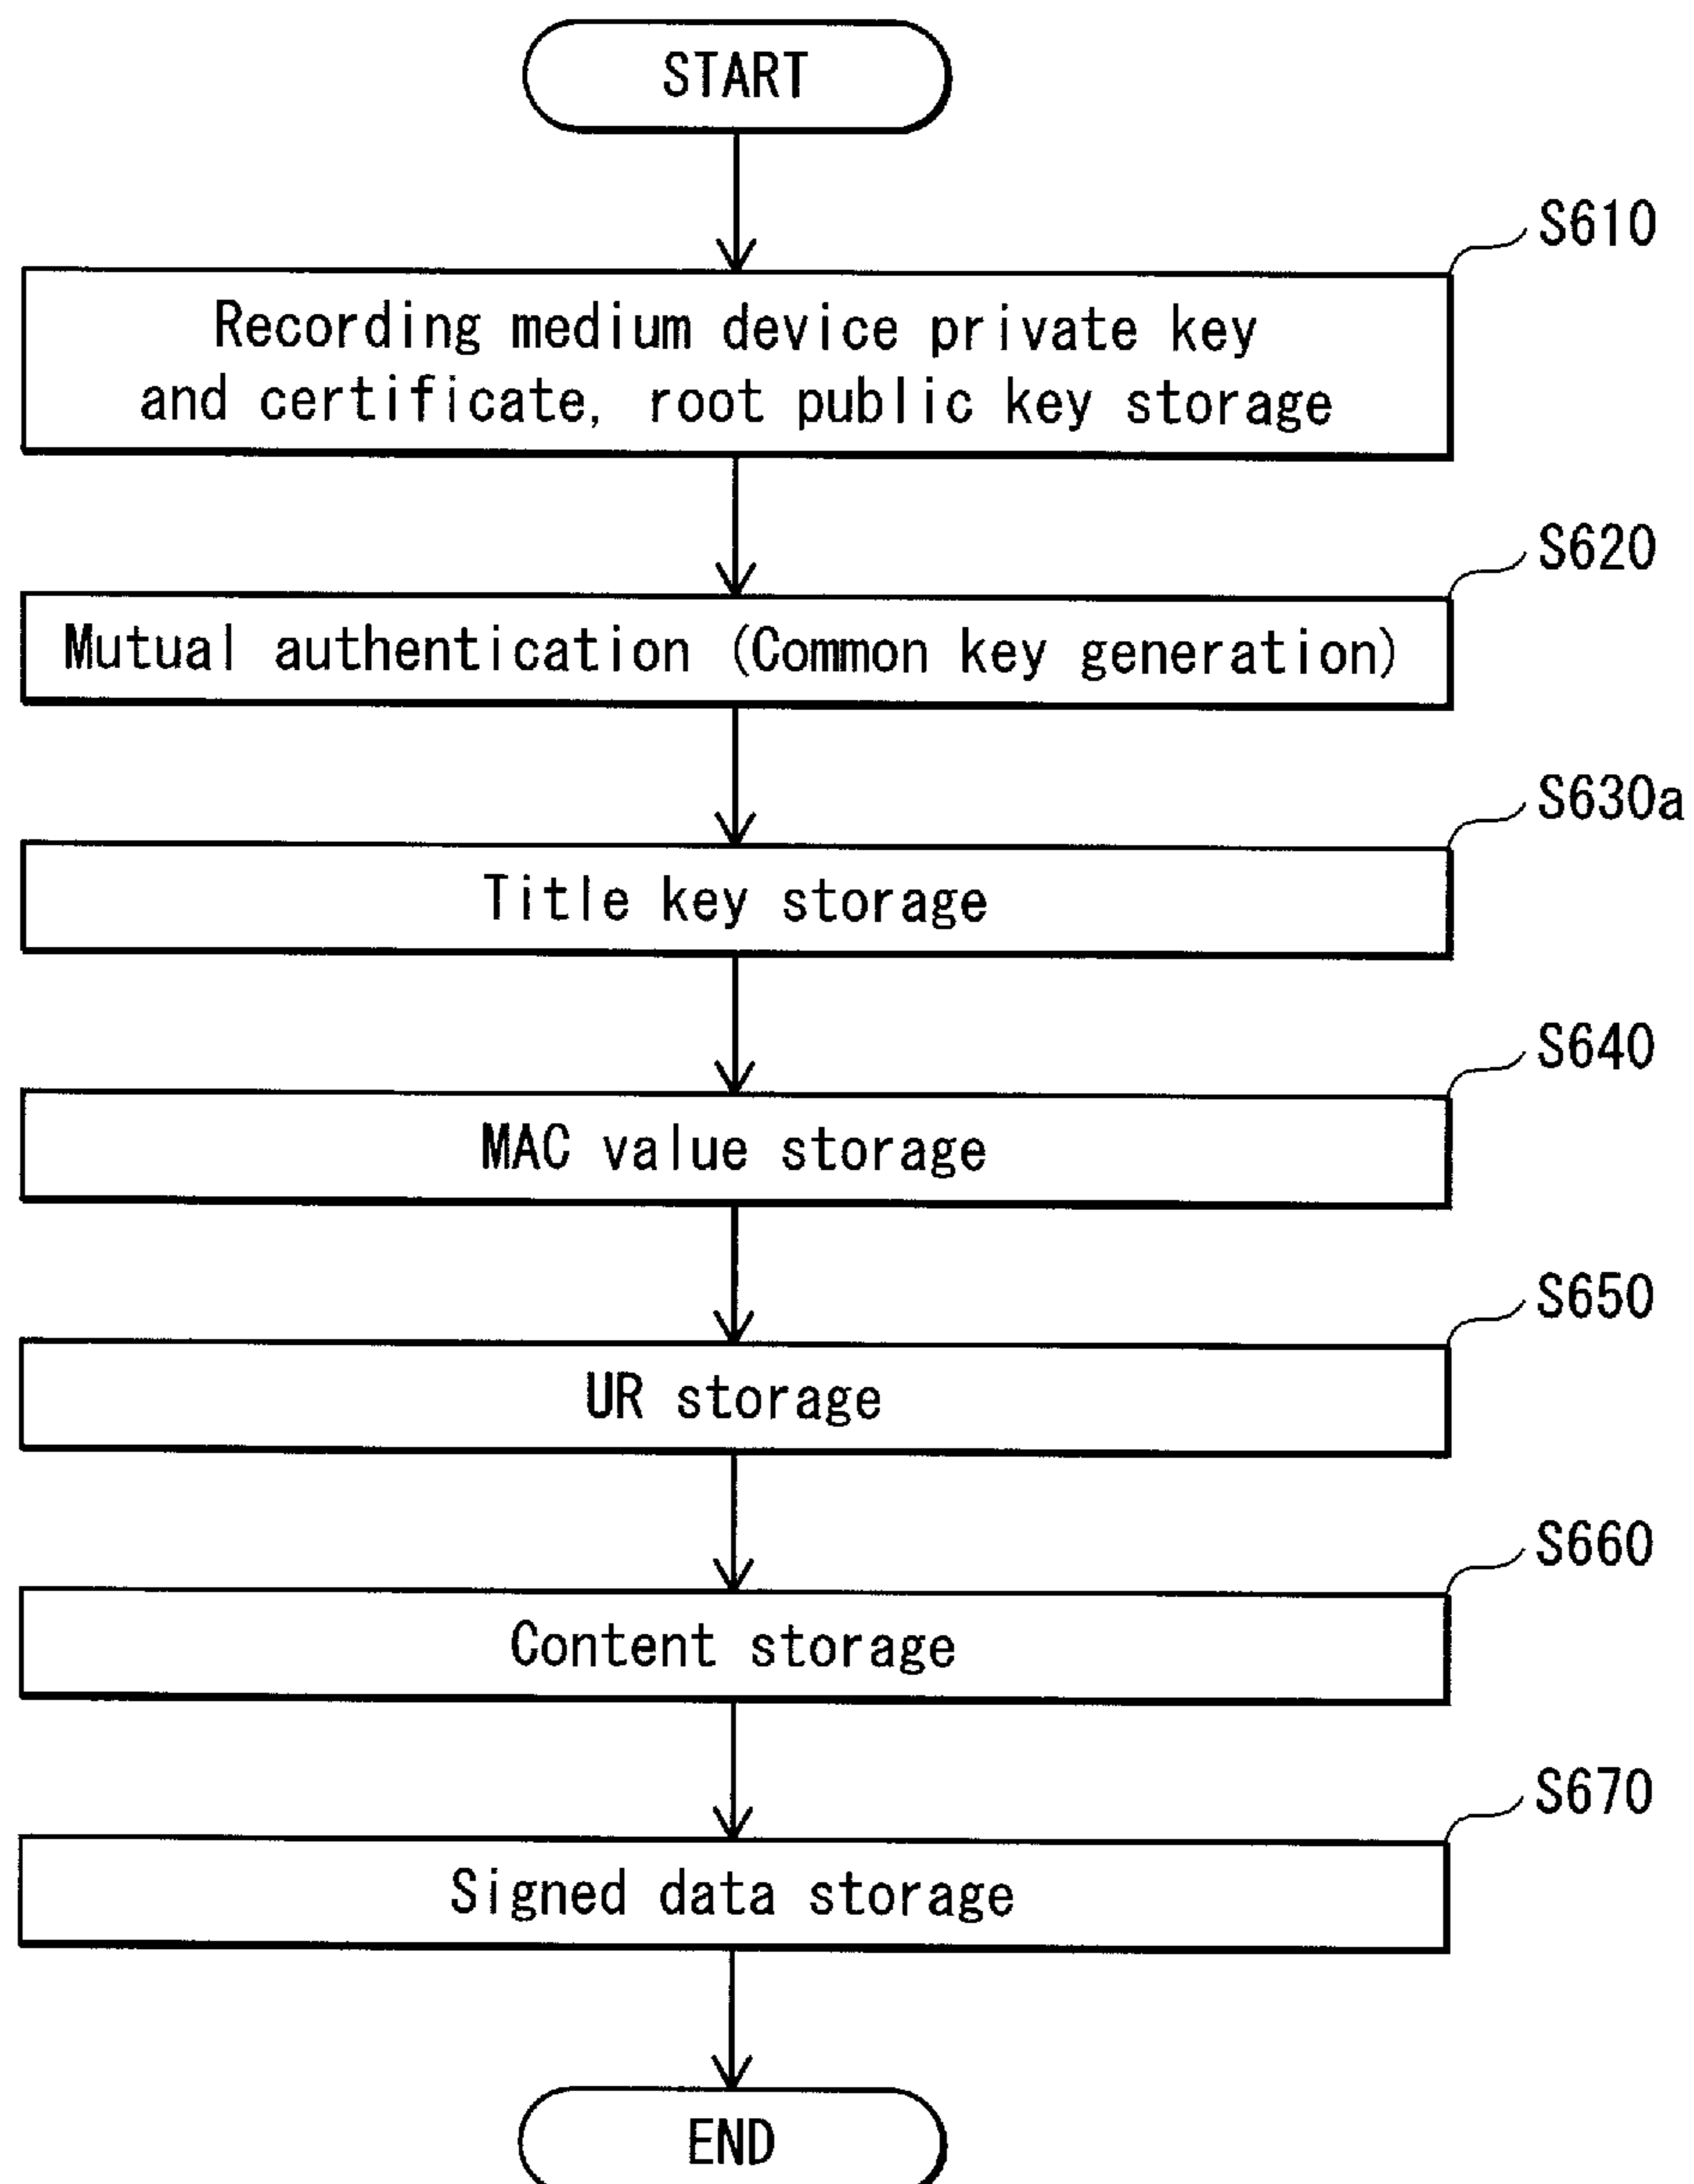 START
S610
Recording medium device private key
and certificate, root public key storage
S620
Mutual authentication (Common key generation)
S630a
Title key storage
S640
MAC value storage
S650
UR storage
S660
Content storage
S670
Signed data storage
END